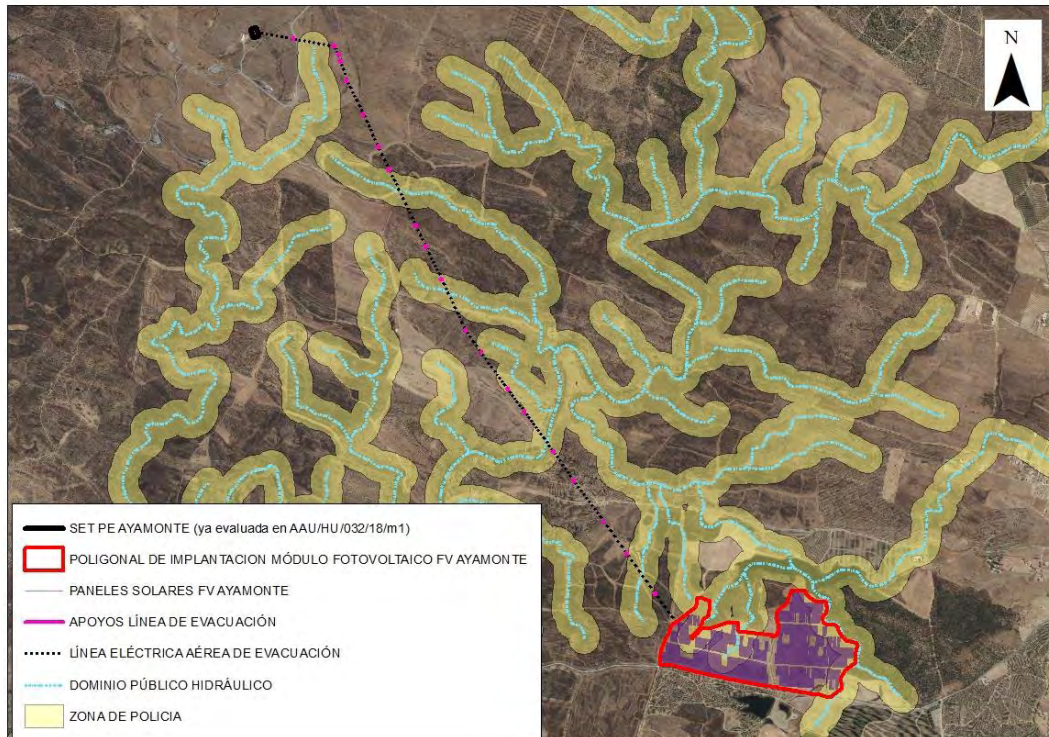 N
SET PE AYAMONTE (ya evaluada en AAU/HU/032/18/m1)
POLIGONAL DE IMPLANTACION MÓDULO FOTOVOLTAICO FV AYAMONTE
PANELES SOLARES FV AYAMONTE
APOYOS LÍNEA DE EVACUACIÓN
LÍNEA ELÉCTRICA AÉREA DE EVACUACIÓN
DOMINIO PÚBLICO HIDRÁULICO
ZONA DE POLICIA